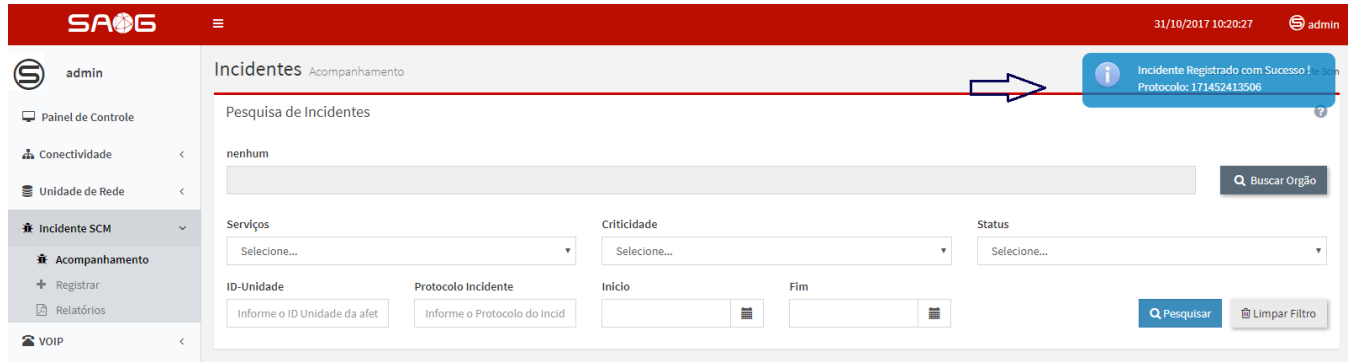 SAOG
31/10/2017 10:20:27
admin
admin
Incidentes Acompanhamento
Incidente Registrado com Sucesso !
Protocolo: 171452413506
Painel de Controle
Conectividade
Unidade de Rede
Incidente SCM
Acompanhamento
Registrar
Relatórios
VOIP
Pesquisa de Incidentes
nenhum
Buscar Orgão
Serviços Criticidade Status
Selecione... Selecione... Selecione...
ID-Unidade Protocolo Incidente Inicio Fim
Informe o ID Unidade da afet Informe o Protocolo do Incid
Pesquisar Limpar Filtro